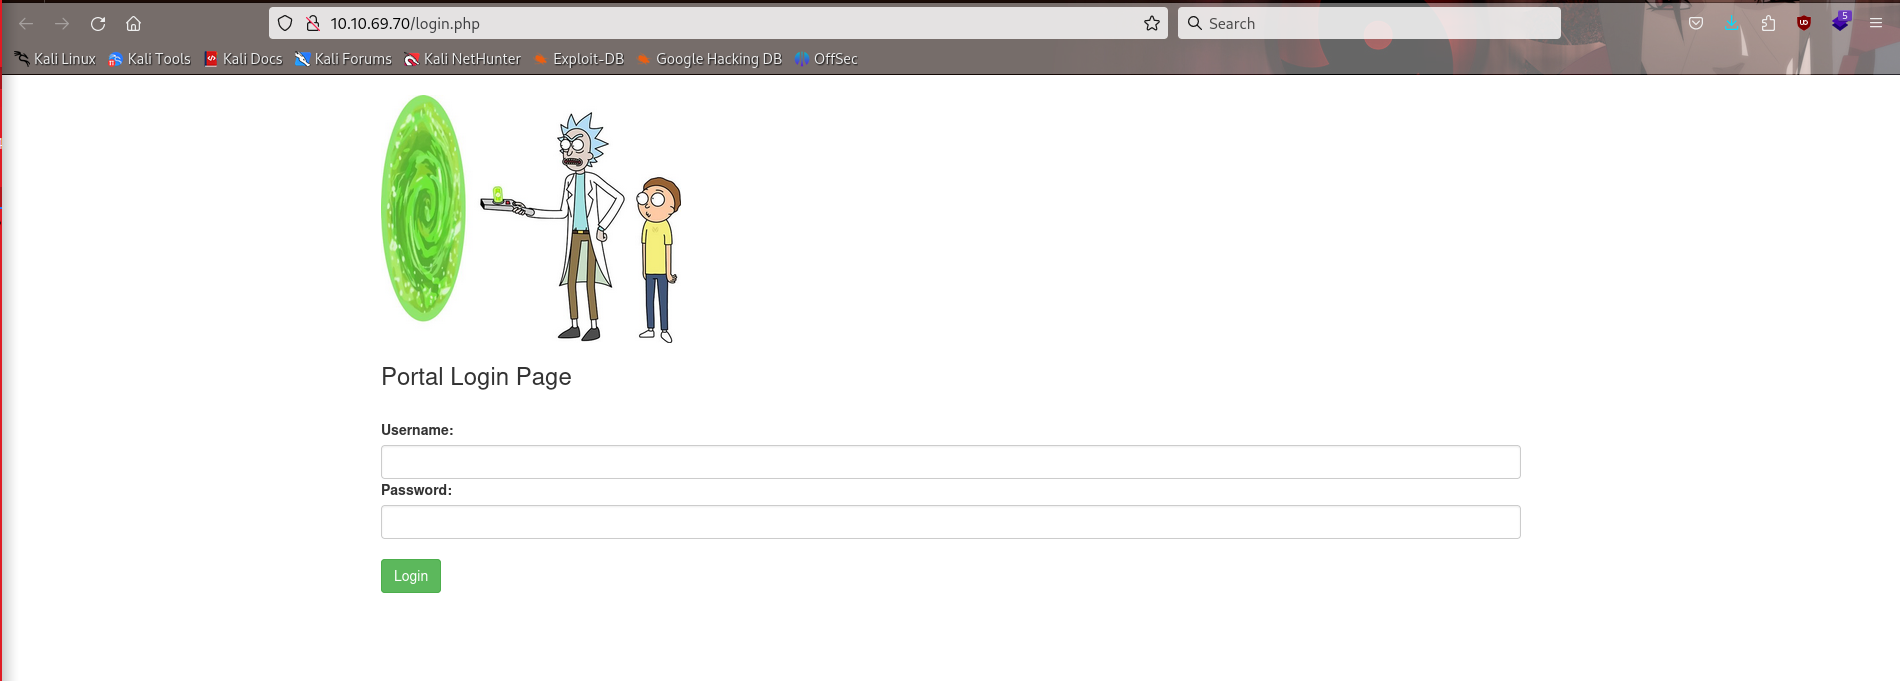 10.10.69.70/login.php
Search
5
Kali Linux
Kali Tools
Kali Docs
Kali Forums
Kali NetHunter
Exploit-DB
Google Hacking DB
OffSec
Portal Login Page
Username:
Password:
Login